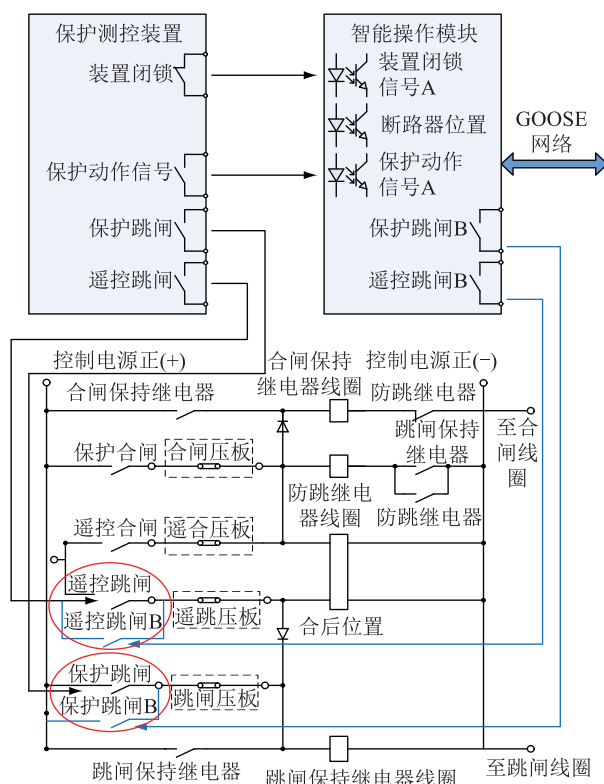 保护测控装置
装置闭锁
保护动作信号
保护跳闸
遥控跳闸
智能操作模块
装置闭锁
信号A
断路器位置
保护动作
信号A
保护跳闸B
遥控跳闸B
GOOSE
网络
控制电源正(+)
合闸保持
继电器线圈
控制电源正(−)
合闸保持继电器
防跳继电器
跳闸保持
继电器
至合
闸线
圈
保护合闸
合闸压板
防跳继电
器线圈
防跳继电器
遥控合闸
遥合压板
遥控跳闸
遥控跳闸B
遥跳压板
合后位置
保护跳闸
保护跳闸B
跳闸压板
跳闸保持继电器
跳闸保持继电器线圈
至跳闸线圈